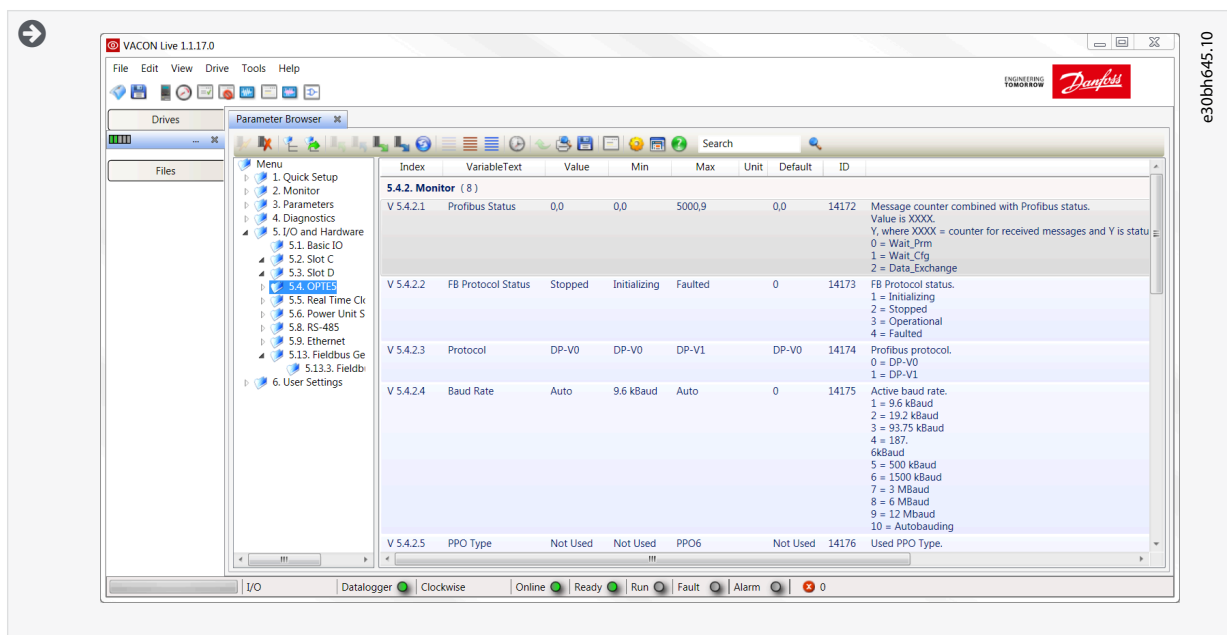 VACON Live 1.1.17.0
File Edit View Drive Tools Help
ENGINEERING
TOMORROW
Danfoss
Drives
Files
Parameter Browser
Search
Menu
1. Quick Setup
2. Monitor
3. Parameters
4. Diagnostics
5. I/O and Hardware
5.1. Basic IO
5.2. Slot C
5.3. Slot D
5.4. OPTE5
5.5. Real Time Clo
5.6. Power Unit S
5.8. RS-485
5.9. Ethernet
5.13. Fieldbus Ge
5.13.3. Fieldb
6. User Settings
Index VariableText Value Min Max Unit Default ID
5.4.2. Monitor ( 8 )
V 5.4.2.1 Profibus Status 0,0 0,0 5000,9 0,0 14172 Message counter combined with Profibus status.
Value is XXXX.
Y, where XXXX = counter for received messages and Y is statu
0 = Wait_Prm
1 = Wait_Cfg
2 = Data_Exchange
V 5.4.2.2 FB Protocol Status Stopped Initializing Faulted 0 14173 FB Protocol status.
1 = Initializing
2 = Stopped
3 = Operational
4 = Faulted
V 5.4.2.3 Protocol DP-V0 DP-V0 DP-V1 DP-V0 14174 Profibus protocol.
0 = DP-V0
1 = DP-V1
V 5.4.2.4 Baud Rate Auto 9.6 kBaud Auto 0 14175 Active baud rate.
1 = 9.6 kBaud
2 = 19.2 kBaud
3 = 93.75 kBaud
4 = 187.
6kBaud
5 = 500 kBaud
6 = 1500 kBaud
7 = 3 MBaud
8 = 6 MBaud
9 = 12 Mbaud
10 = Autobauding
V 5.4.2.5 PPO Type Not Used Not Used PPO6 Not Used 14176 Used PPO Type.
I/O Datalogger Clockwise Online Ready Run Fault Alarm 0
e30bh645.10